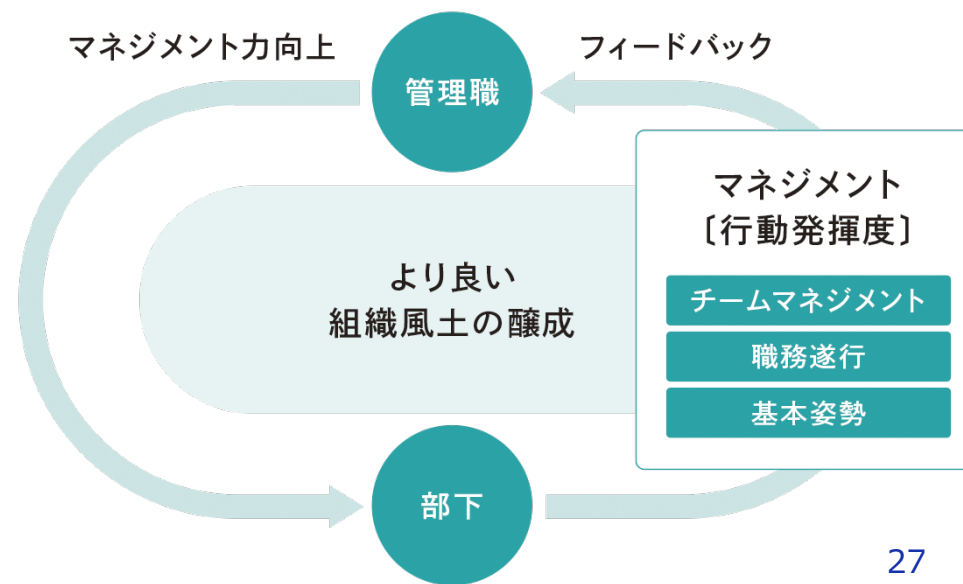 マネジメント力向上
フィードバック
管理職
マネジメント
〔行動発揮度〕
チームマネジメント
職務遂行
基本姿勢
より良い
組織風土の醸成
部下
27